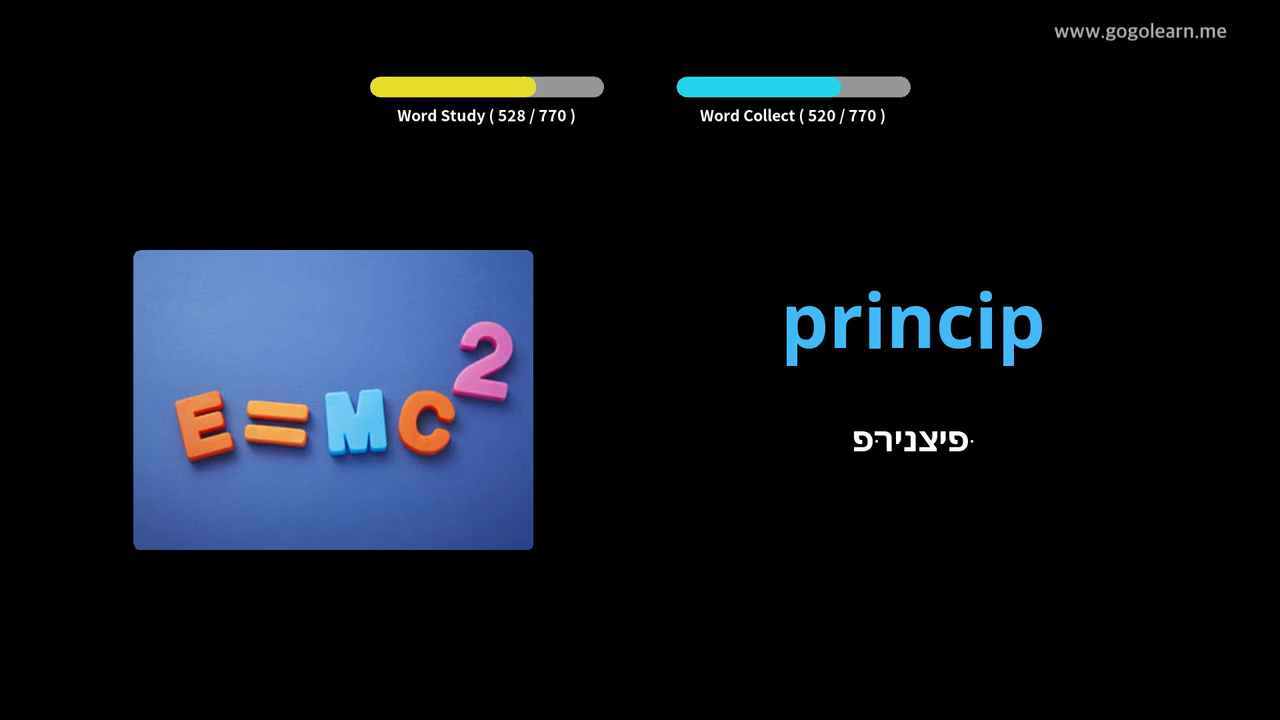 www.gogolearn.me
Word Study ( 528 / 770 )
Word Collect ( 520 / 770 )
E=MC2
princip
פּרינציפּ